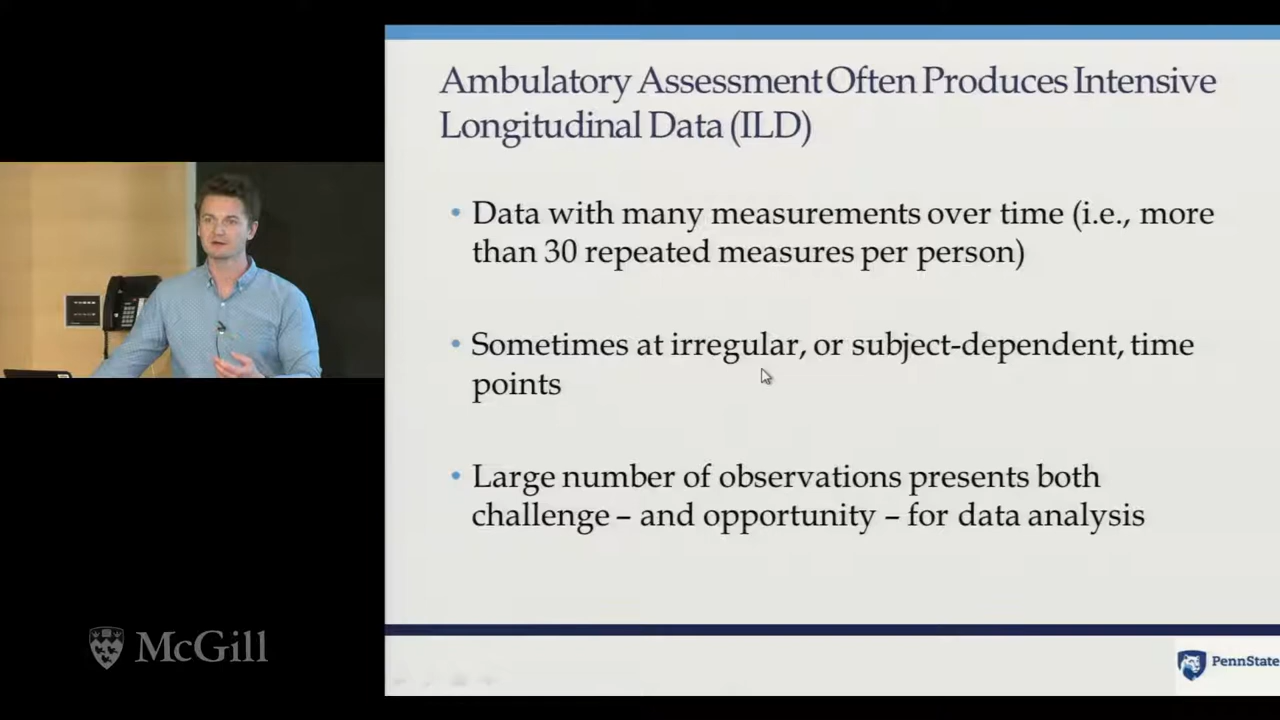 Ambulatory Assessment Often Produces Intensive
Longitudinal Data (ILD)
• Data with many measurements over time (i.e., more
than 30 repeated measures per person)
• Sometimes at irregular, or subject-dependent, time
points
• Large number of observations presents both
challenge – and opportunity – for data analysis
McGill
PennState